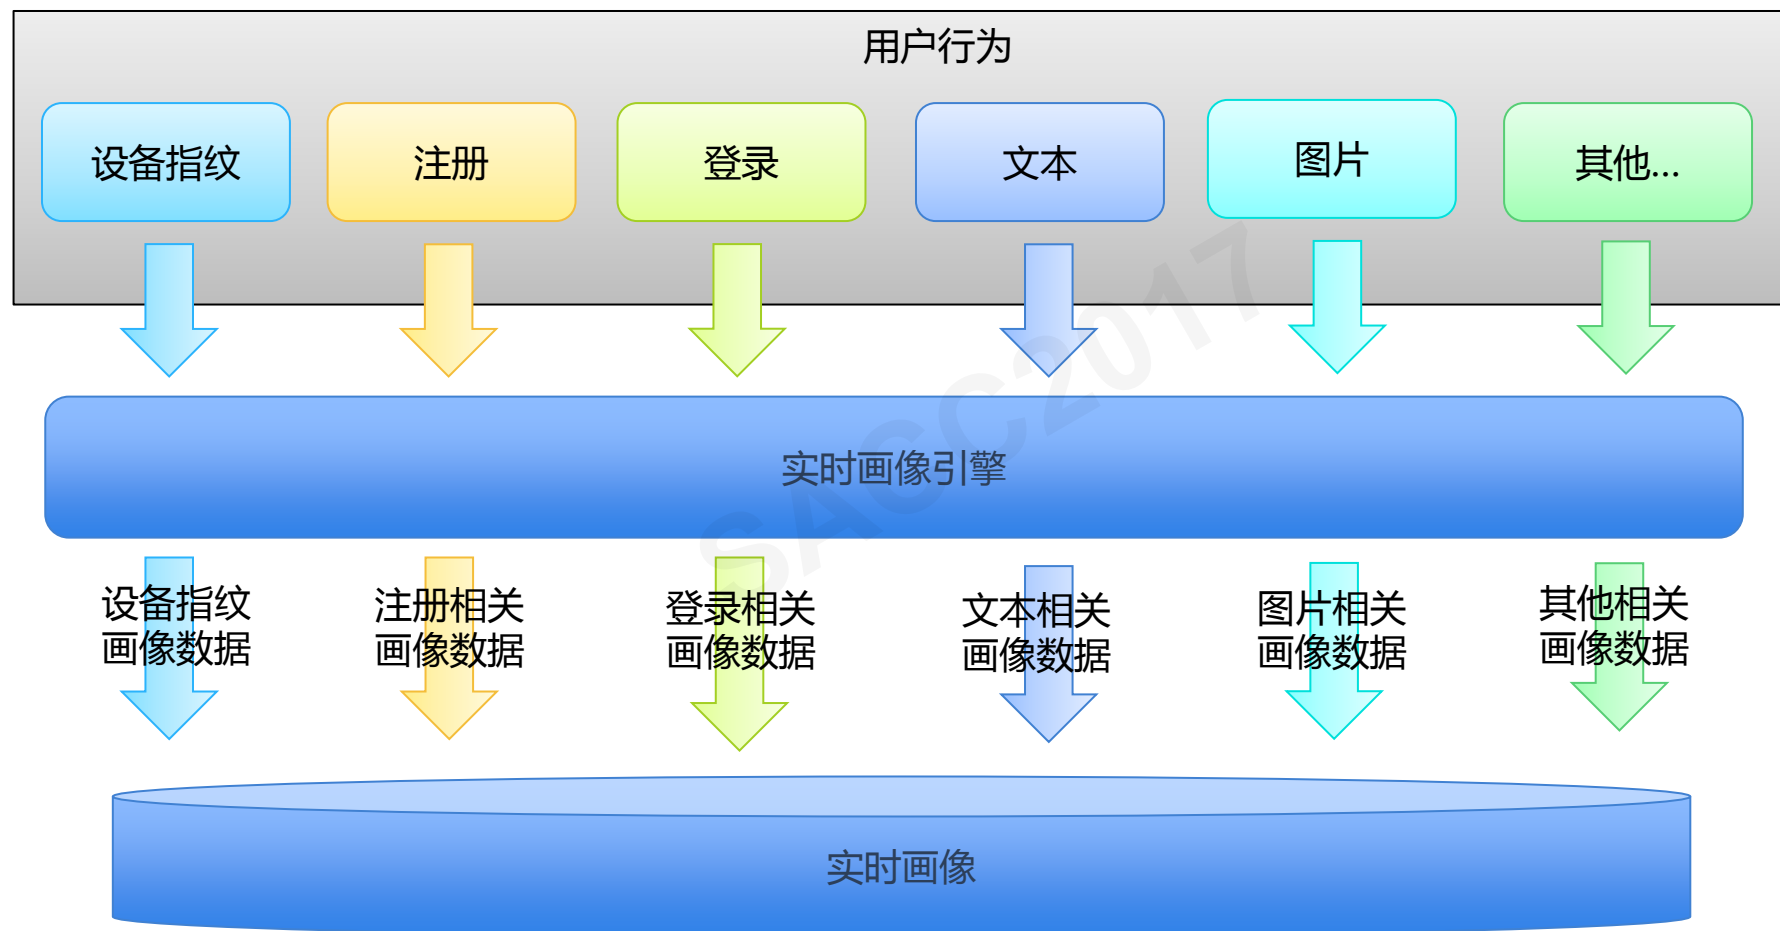 用户行为
设备指纹
注册
登录
文本
图片
其他...
实时画像引擎
设备指纹
画像数据
注册相关
画像数据
登录相关
画像数据
文本相关
画像数据
图片相关
画像数据
其他相关
画像数据
实时画像
SACC2017